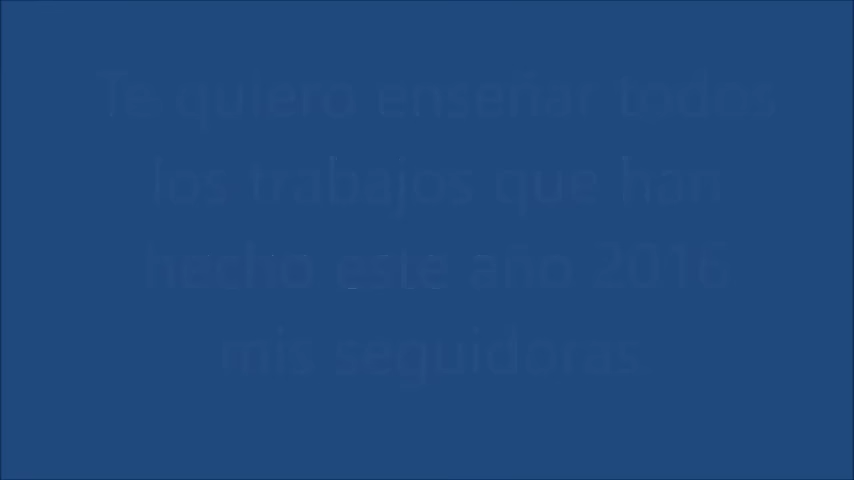 Te quiero enseñar todos
los trabajos que han
hecho este año 2016
mis seguidoras